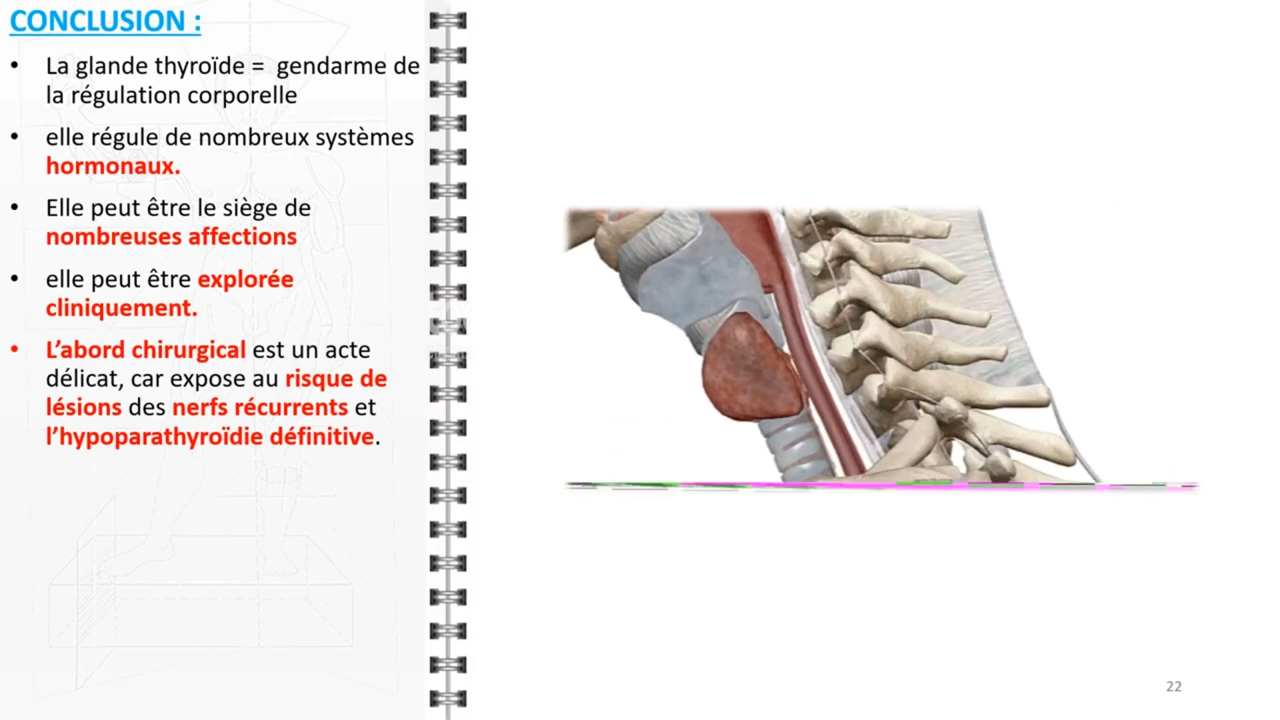 CONCLUSION :
• La glande thyroïde = gendarme de
la régulation corporelle
• elle régule de nombreux systèmes
hormonaux.
• Elle peut être le siège de
nombreuses affections
• elle peut être explorée
cliniquement.
• L’abord chirurgical est un acte
délicat, car expose au risque de
lésions des nerfs récurrents et
l’hypoparathyroïdie définitive.
22